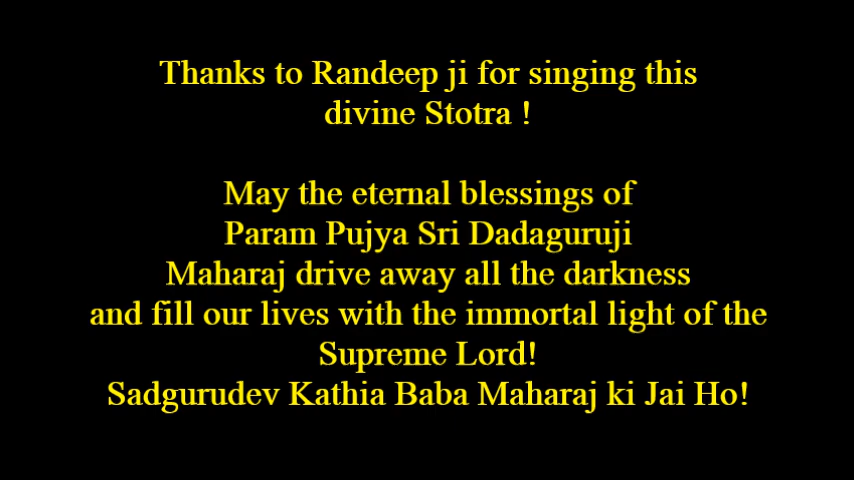 Thanks to Randeep ji for singing this
divine Stotra !
May the eternal blessings of
Param Pujya Sri Dadaguruji
Maharaj drive away all the darkness
and fill our lives with the immortal light of the
Supreme Lord!
Sadgurudev Kathia Baba Maharaj ki Jai Ho!